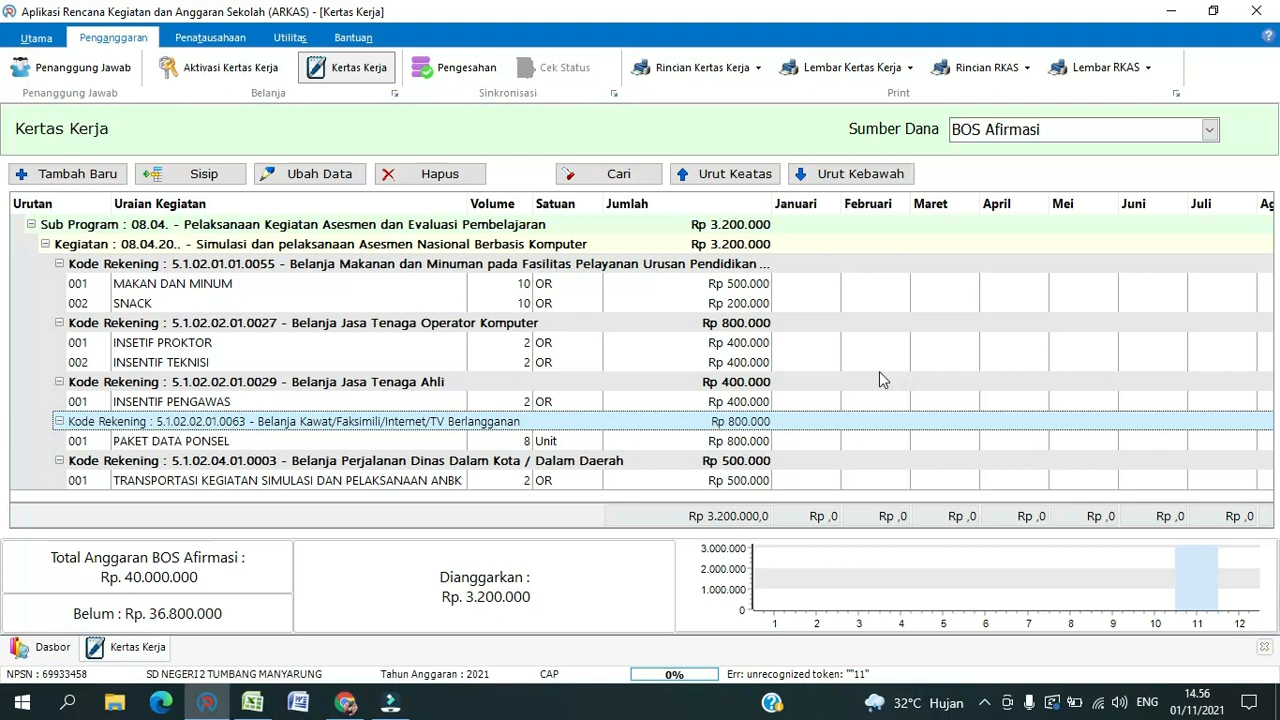 Aplikasi Rencana Kegiatan dan Anggaran Sekolah (ARKAS) - [Kertas Kerja]
Utama Penganggaran Penatausahaan Utilitas Bantuan
Penanggung Jawab Aktivasi Kertas Kerja Kertas Kerja Pengesahan Cek Status Rincian Kertas Kerja Lembar Kertas Kerja Rincian RKAS Lembar RKAS
Penanggung Jawab Belanja Sinkronisasi Print
Kertas Kerja Sumber Dana BOS Afirmasi
Tambah Baru Sisip Ubah Data Hapus Cari Urut Keatas Urut Kebawah
Urutan Uraian Kegiatan Volume Satuan Jumlah Januari Februari Maret April Mei Juni Juli Ag
Sub Program : 08.04. - Pelaksanaan Kegiatan Asesmen dan Evaluasi Pembelajaran Rp 3.200.000
Kegiatan : 08.04.20.. - Simulasi dan pelaksanaan Asesmen Nasional Berbasis Komputer Rp 3.200.000
Kode Rekening : 5.1.02.01.01.0055 - Belanja Makanan dan Minuman pada Fasilitas Pelayanan Urusan Pendidikan ...
001 MAKAN DAN MINUM 10 OR Rp 500.000
002 SNACK 10 OR Rp 200.000
Kode Rekening : 5.1.02.02.01.0027 - Belanja Jasa Tenaga Operator Komputer Rp 800.000
001 INSETIF PROKTOR 2 OR Rp 400.000
002 INSENTIF TEKNISI 2 OR Rp 400.000
Kode Rekening : 5.1.02.02.01.0029 - Belanja Jasa Tenaga Ahli Rp 400.000
001 INSENTIF PENGAWAS 2 OR Rp 400.000
Kode Rekening : 5.1.02.02.01.0063 - Belanja Kawat/Faksimili/Internet/TV Berlangganan Rp 800.000
001 PAKET DATA PONSEL 8 Unit Rp 800.000
Kode Rekening : 5.1.02.04.01.0003 - Belanja Perjalanan Dinas Dalam Kota / Dalam Daerah Rp 500.000
001 TRANSPORTASI KEGIATAN SIMULASI DAN PELAKSANAAN ANBK 2 OR Rp 500.000
Rp 3.200.000,0 Rp ,0 Rp ,0 Rp ,0 Rp ,0 Rp ,0 Rp ,0 Rp ,0
Total Anggaran BOS Afirmasi :
Rp. 40.000.000
Belum : Rp. 36.800.000
Dianggarkan :
Rp. 3.200.000
3.000.000
2.000.000
1.000.000
0
1 2 3 4 5 6 7 8 9 10 11 12
Dasbor Kertas Kerja
NPSN : 69933458 SD NEGERI 2 TUMBANG MANYARUNG Tahun Anggaran : 2021 CAP 0% Err: unrecognized token: ""11"
32°C Hujan ENG 14.56
01/11/2021